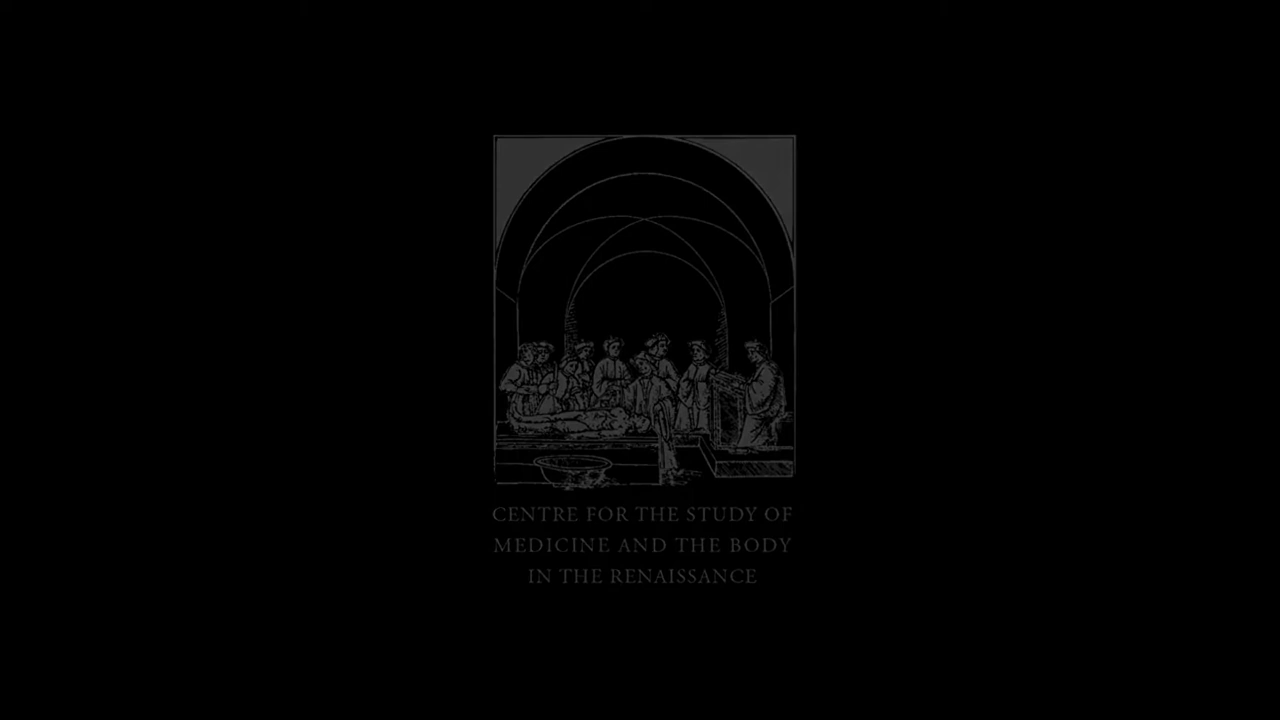 CENTRE FOR THE STUDY OF
MEDICINE AND THE BODY
IN THE RENAISSANCE